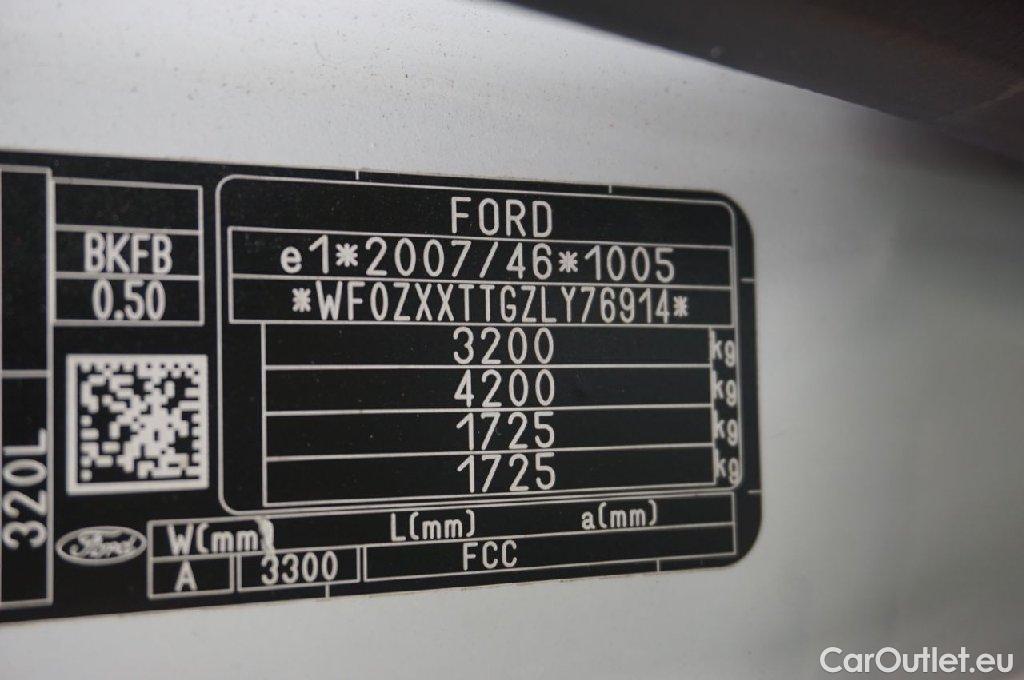 BKFB
0.50
320L
FORD
e1*2007/46*1005
*WF0ZXXTTGZLY76914*
3200 kg
4200 kg
1725 kg
1725 kg
Ford
W(mm) L(mm) a(mm)
A 3300 FCC
CarOutlet.eu